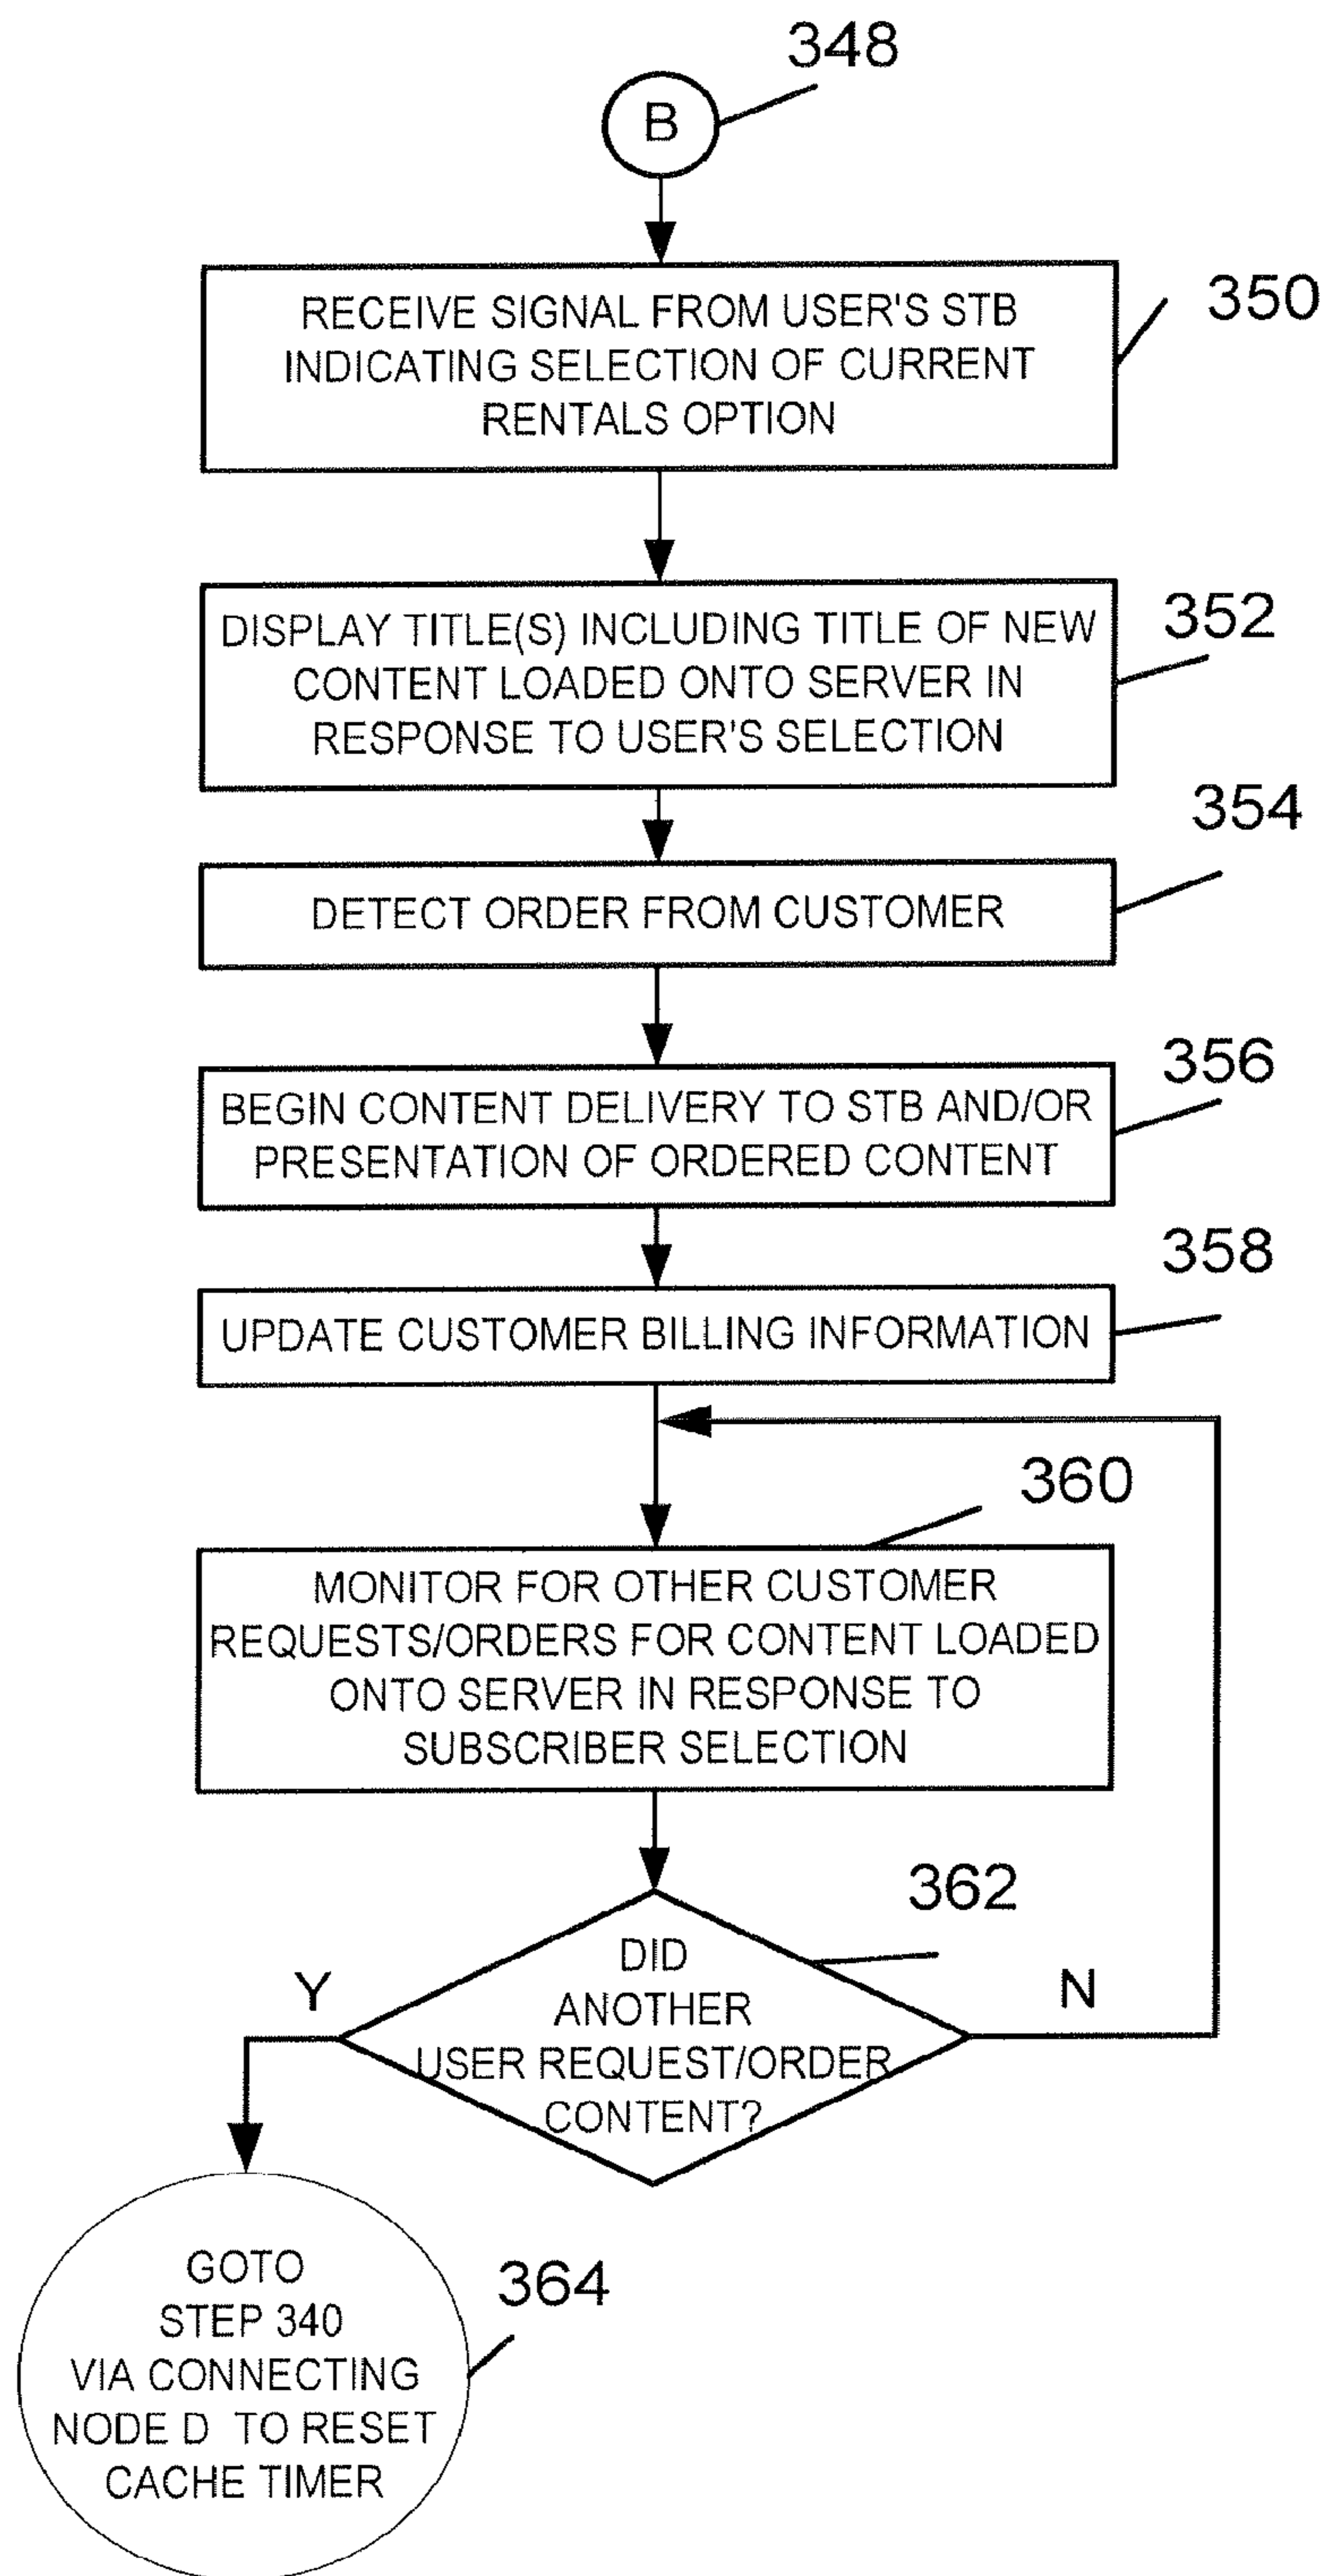 348
B
RECEIVE SIGNAL FROM USER'S STB
INDICATING SELECTION OF CURRENT
RENTALS OPTION
350
DISPLAY TITLE(S) INCLUDING TITLE OF NEW
CONTENT LOADED ONTO SERVER IN
RESPONSE TO USER'S SELECTION
352
354
DETECT ORDER FROM CUSTOMER
356
BEGIN CONTENT DELIVERY TO STB AND/OR
PRESENTATION OF ORDERED CONTENT
358
UPDATE CUSTOMER BILLING INFORMATION
360
MONITOR FOR OTHER CUSTOMER
REQUESTS/ORDERS FOR CONTENT LOADED
ONTO SERVER IN RESPONSE TO
SUBSCRIBER SELECTION
362
DID
ANOTHER
USER REQUEST/ORDER
CONTENT?
Y
N
GOTO
STEP 340
VIA CONNECTING
NODE D TO RESET
CACHE TIMER
364